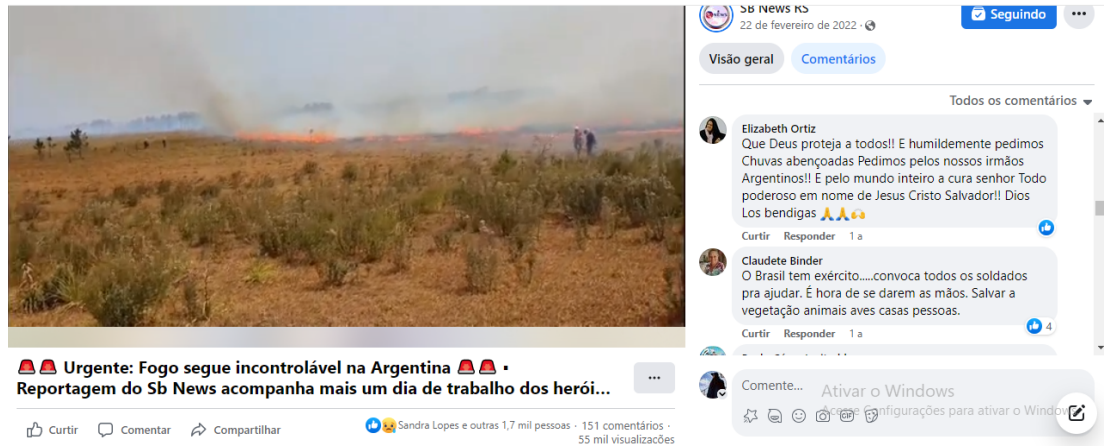 SB News RS
22 de fevereiro de 2022 ·
Seguindo
Visão geral
Comentários
Todos os comentários
Elizabeth Ortiz
Que Deus proteja a todos!! E humildemente pedimos
Chuvas abençoadas Pedimos pelos nossos irmãos
Argentinos!! E pelo mundo inteiro a cura senhor Todo
poderoso em nome de Jesus Cristo Salvador!! Dios
Los bendigas 🙏🙏🙌
Curtir Responder 1 a
Claudete Binder
O Brasil tem exército.....convoca todos os soldados
pra ajudar. É hora de se darem as mãos. Salvar a
vegetação animais aves casas pessoas.
4
Curtir Responder 1 a
Comente...
Ativar o Windows
Acesse Configurações para ativar o Windows
🚨🚨 Urgente: Fogo segue incontrolável na Argentina 🚨🚨 ▪
Reportagem do Sb News acompanha mais um dia de trabalho dos herói...
Curtir Comentar Compartilhar
Sandra Lopes e outras 1,7 mil pessoas · 151 comentários ·
55 mil visualizações